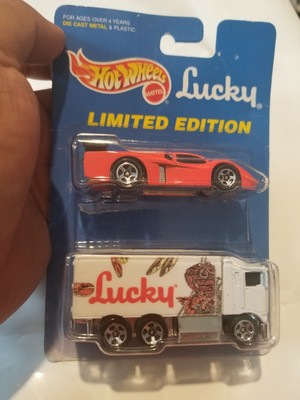 FOR AGES OVER 4 YEARS
DIE CAST METAL & PLASTIC
Hot Wheels
MATTEL
Lucky®
LIMITED EDITION
Lucky